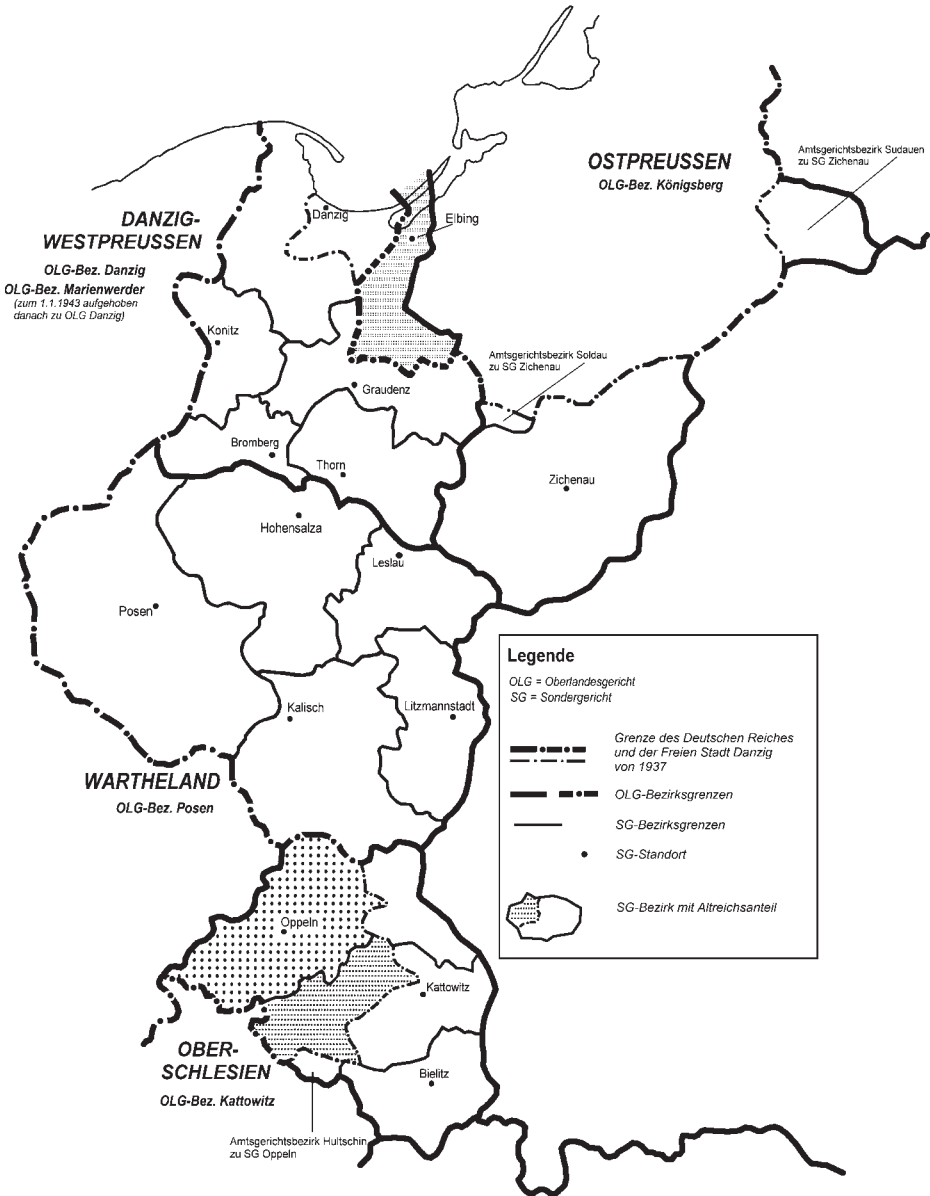 OSTPREUSSEN
OLG-Bez. Königsberg
Amtsgerichtsbezirk Sudauen
zu SG Zichenau
DANZIG-
WESTPREUSSEN
OLG-Bez. Danzig
OLG-Bez. Marienwerder
(zum 1.1.1943 aufgehoben
danach zu OLG Danzig)
Danzig
Elbing
Konitz
Amtsgerichtsbezirk Soldau
zu SG Zichenau
Graudenz
Bromberg
Thorn
Zichenau
Hohensalza
Leslau
Posen
Kalisch
Litzmannstadt
WARTHELAND
OLG-Bez. Posen
Legende
OLG = Oberlandesgericht
SG = Sondergericht
Grenze des Deutschen Reiches
und der Freien Stadt Danzig
von 1937
OLG-Bezirksgrenzen
SG-Bezirksgrenzen
SG-Standort
SG-Bezirk mit Altreichsanteil
Oppeln
Kattowitz
OBER-
SCHLESIEN
OLG-Bez. Kattowitz
Bielitz
Amtsgerichtsbezirk Hultschin
zu SG Oppeln